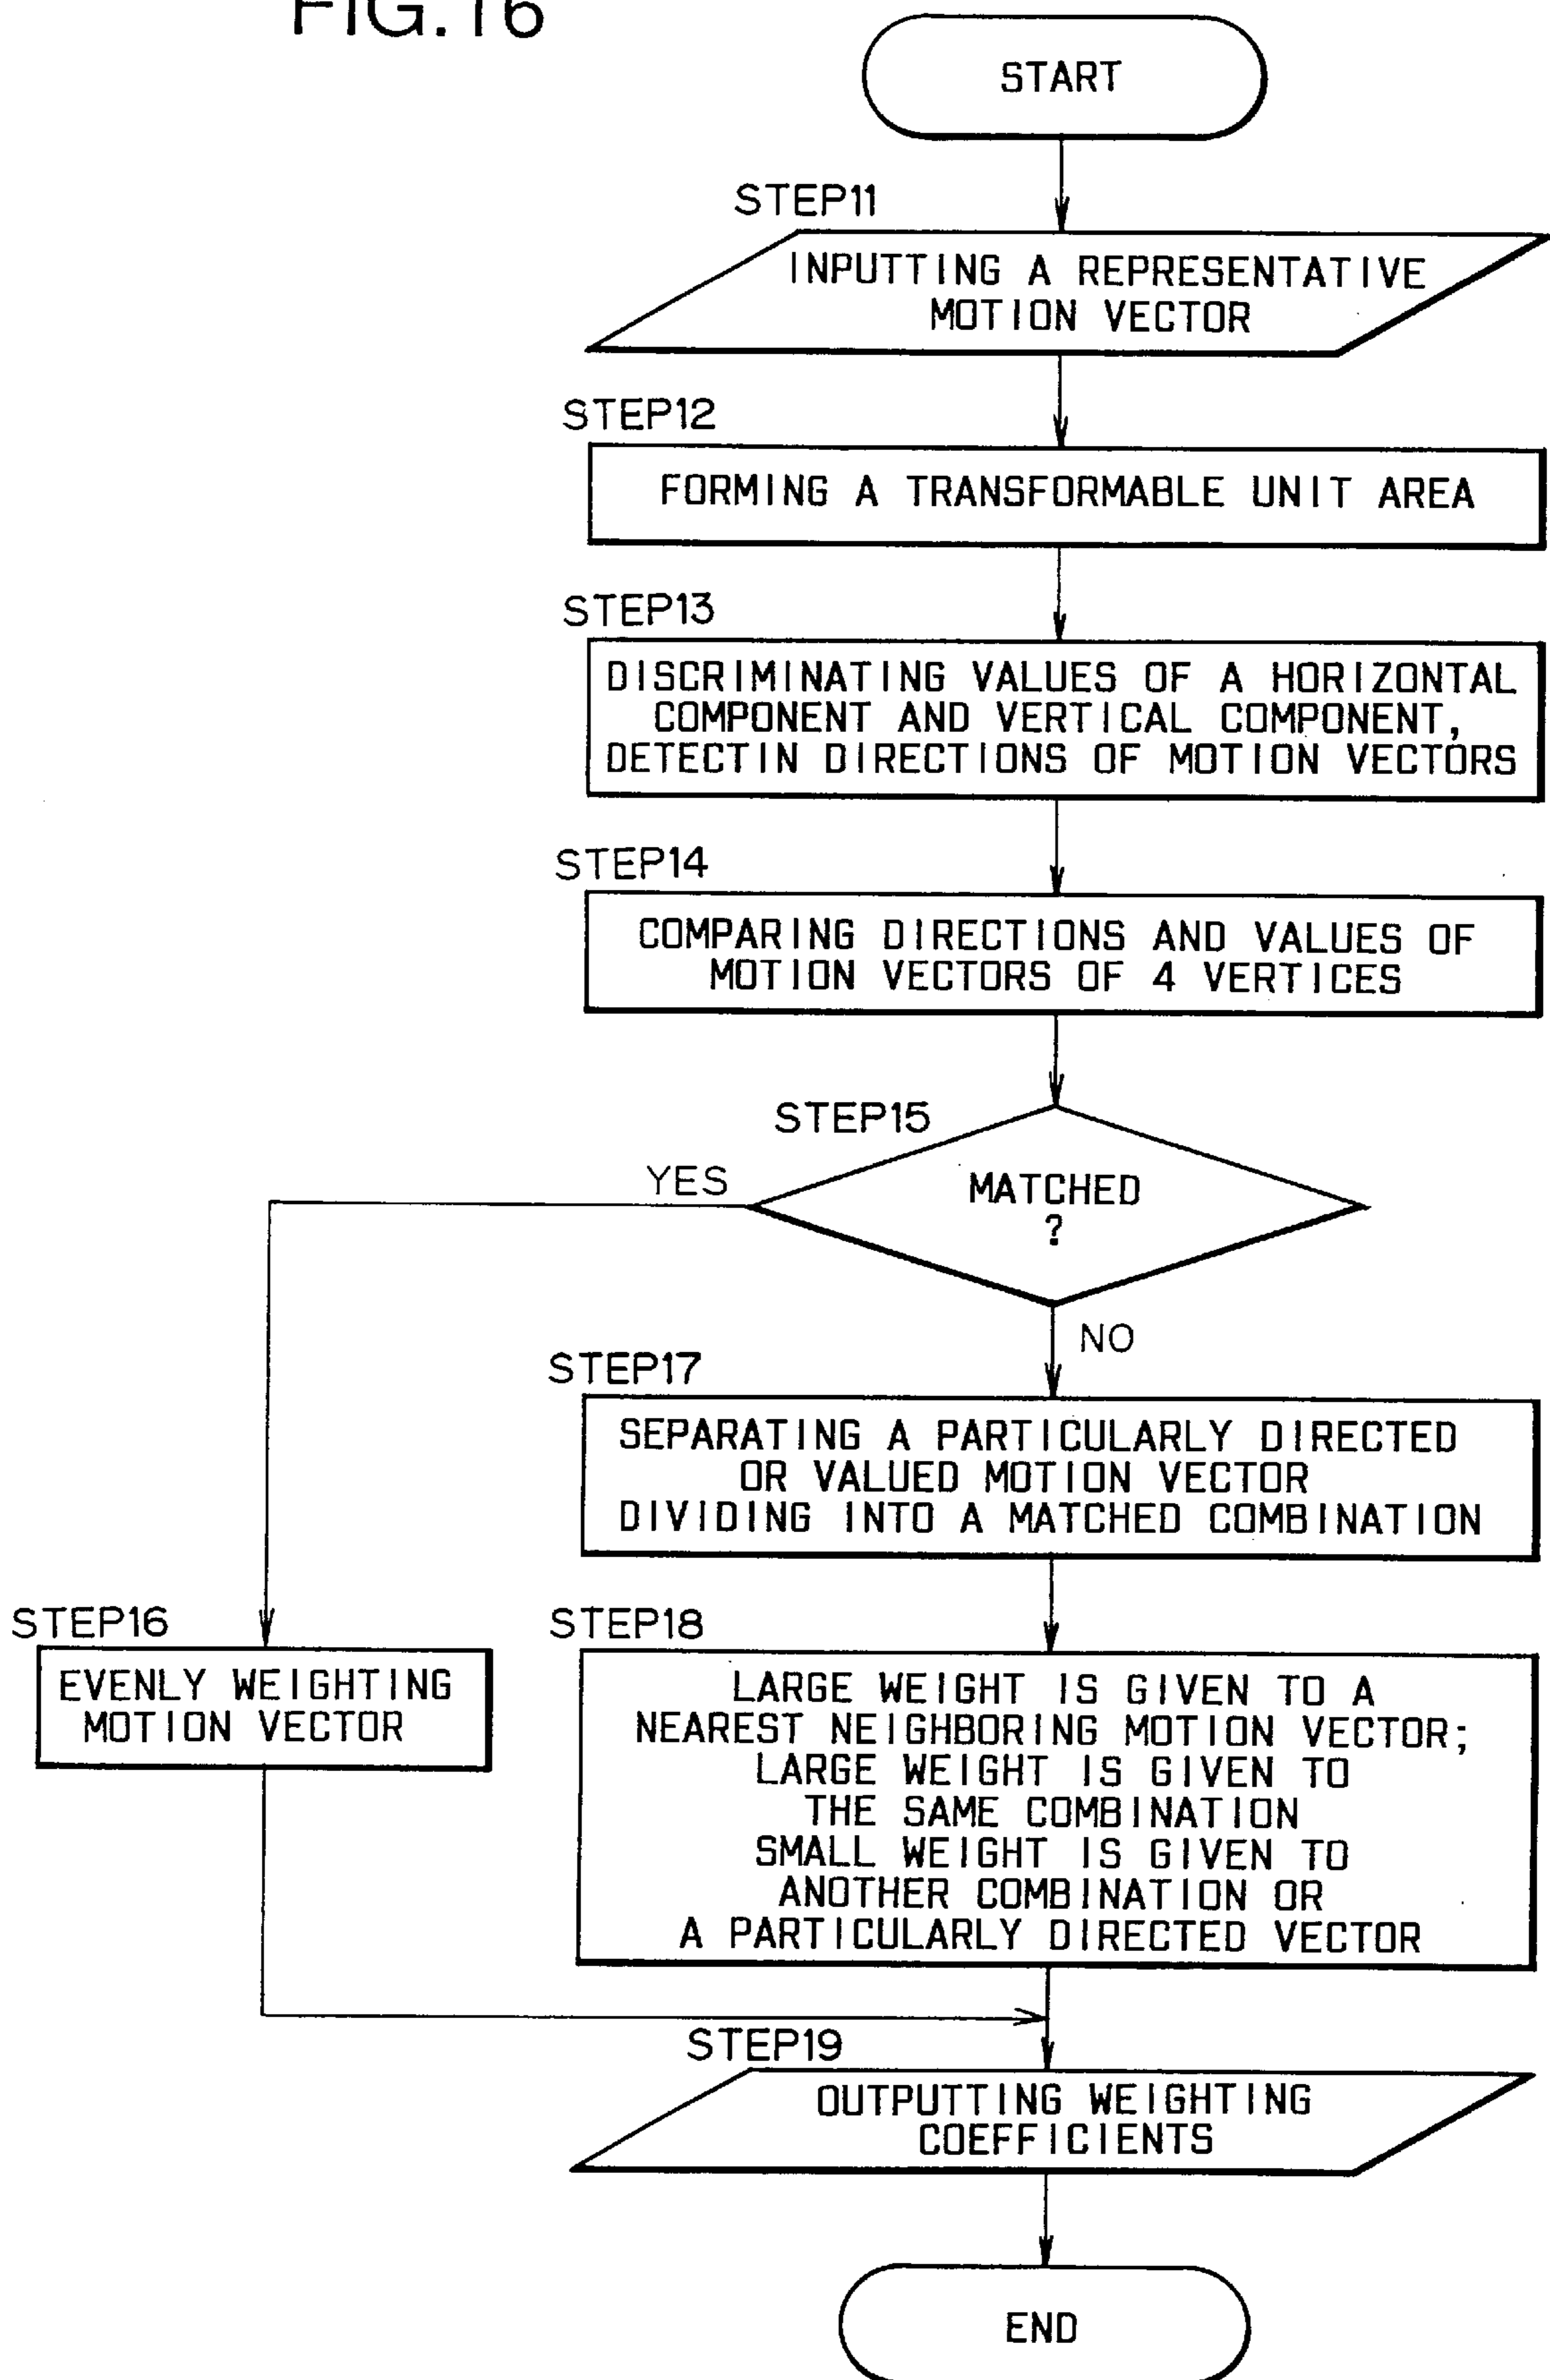 FIG.16
START
STEP11
INPUTTING A REPRESENTATIVE
MOTION VECTOR
STEP12
FORMING A TRANSFORMABLE UNIT AREA
STEP13
DISCRIMINATING VALUES OF A HORIZONTAL
COMPONENT AND VERTICAL COMPONENT,
DETECTIN DIRECTIONS OF MOTION VECTORS
STEP14
COMPARING DIRECTIONS AND VALUES OF
MOTION VECTORS OF 4 VERTICES
STEP15
YES
MATCHED
?
NO
STEP17
SEPARATING A PARTICULARLY DIRECTED
OR VALUED MOTION VECTOR
DIVIDING INTO A MATCHED COMBINATION
STEP16
EVENLY WEIGHTING
MOTION VECTOR
STEP18
LARGE WEIGHT IS GIVEN TO A
NEAREST NEIGHBORING MOTION VECTOR;
LARGE WEIGHT IS GIVEN TO
THE SAME COMBINATION
SMALL WEIGHT IS GIVEN TO
ANOTHER COMBINATION OR
A PARTICULARLY DIRECTED VECTOR
STEP19
OUTPUTTING WEIGHTING
COEFFICIENTS
END